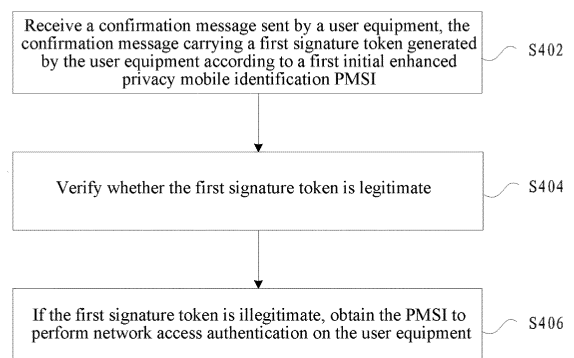 Receive a confirmation message sent by a user equipment, the
confirmation message carrying a first signature token generated
by the user equipment according to a first initial enhanced
privacy mobile identification PMSI
S402
Verify whether the first signature token is legitimate
S404
If the first signature token is illegitimate, obtain the PMSI to
perform network access authentication on the user equipment
S406